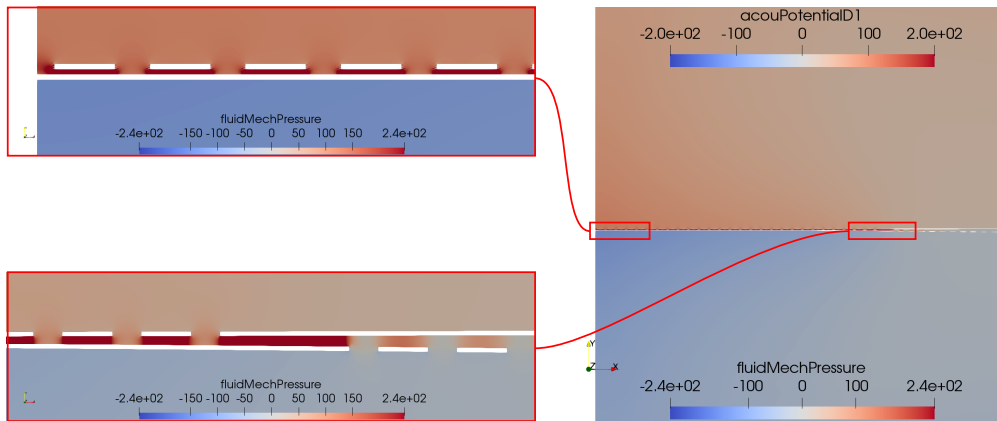 fluidMechPressure
-2.4e+02 -150 -100 -50 0 50 100 150 2.4e+02
acouPotentialD1
-2.0e+02 -100 0 100 2.0e+02
fluidMechPressure
-2.4e+02 -150 -100 -50 0 50 100 150 2.4e+02
Y
Z X
fluidMechPressure
-2.4e+02 -100 0 100 2.4e+02